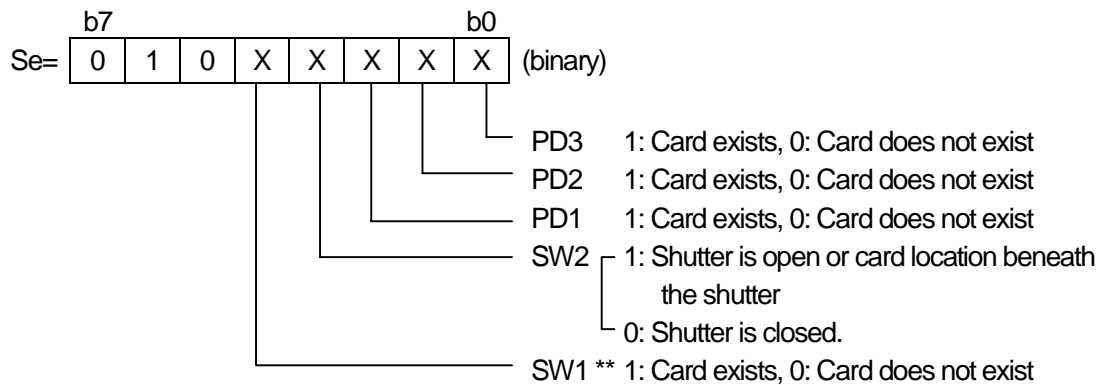 b7 b0
Se= 0 1 0 X X X X X (binary)
PD3 1: Card exists, 0: Card does not exist
PD2 1: Card exists, 0: Card does not exist
PD1 1: Card exists, 0: Card does not exist
SW2 1: Shutter is open or card location beneath
the shutter
0: Shutter is closed.
SW1 ** 1: Card exists, 0: Card does not exist